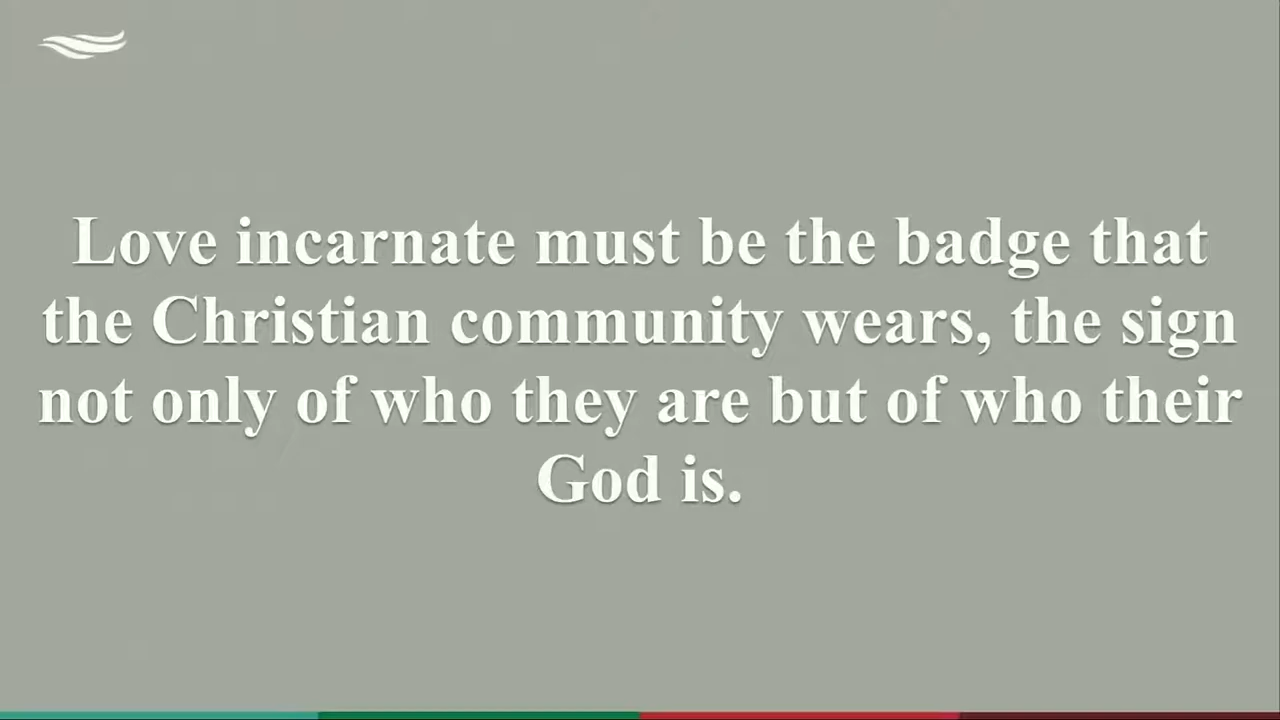 Love incarnate must be the badge that
the Christian community wears, the sign
not only of who they are but of who their
God is.